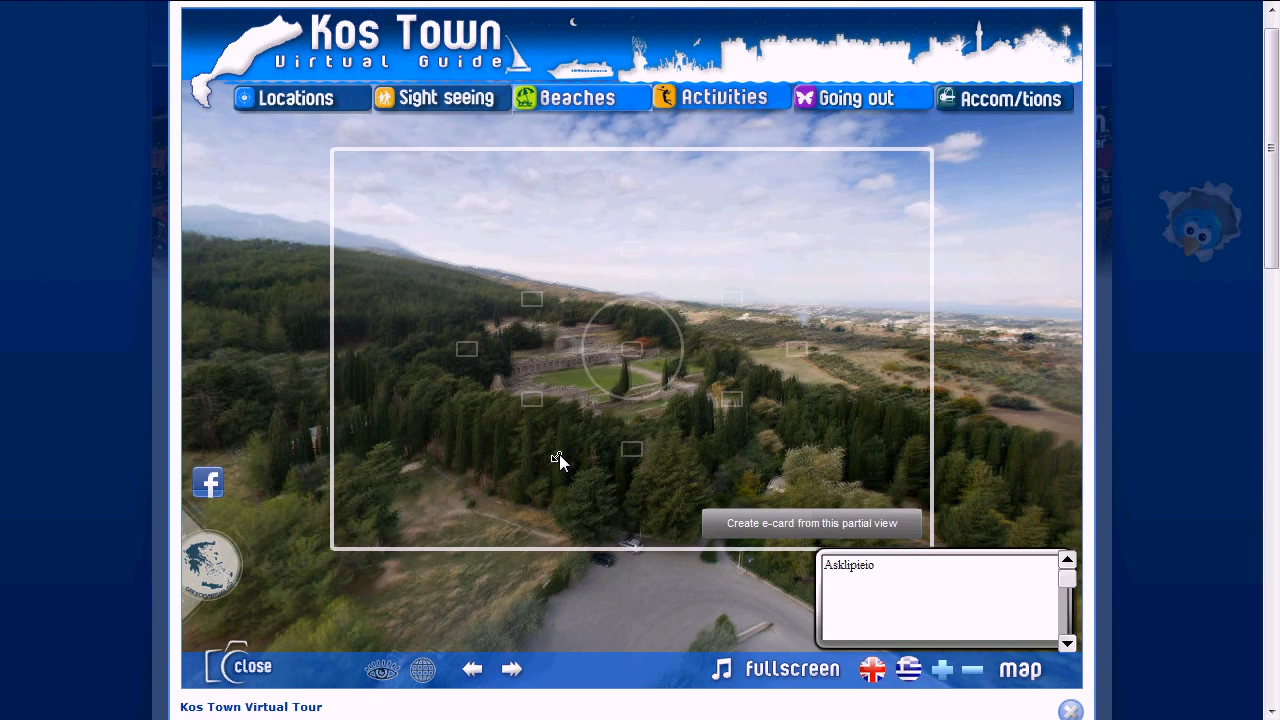 Kos Town
Virtual Guide
Locations
Sight seeing
Beaches
Activities
Going out
Accom/tions
Create e-card from this partial view
Asklipieio
close
fullscreen
map
Kos Town Virtual Tour